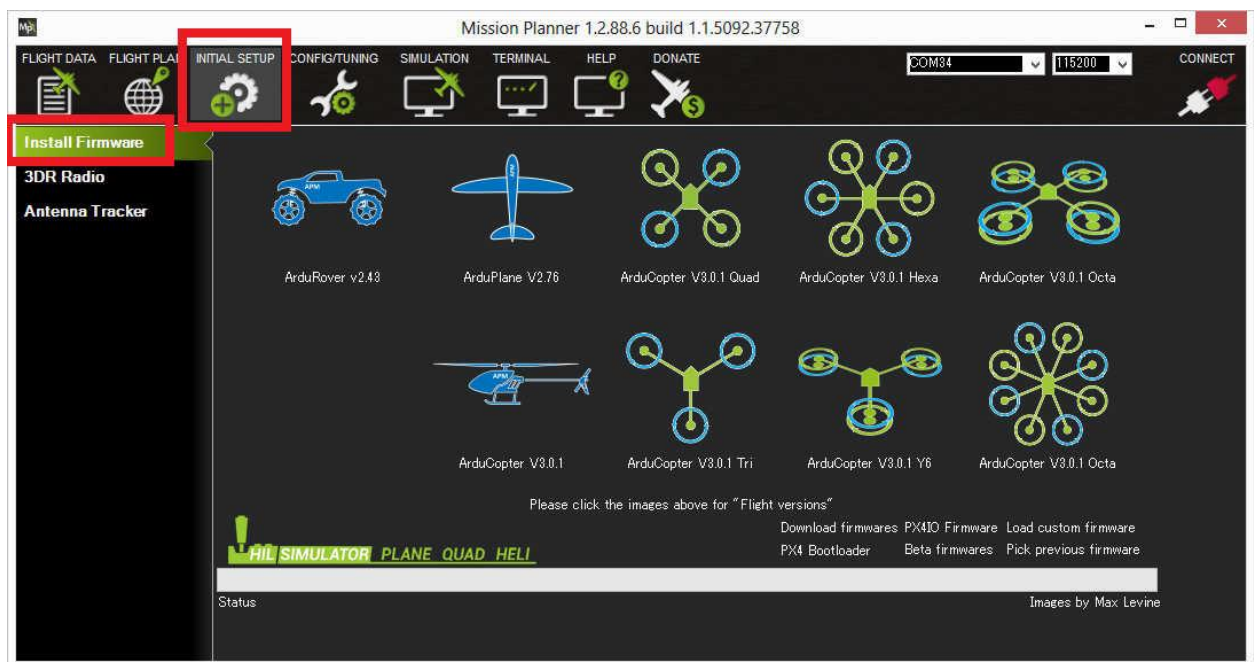 Mission Planner 1.2.88.6 build 1.1.5092.37758
FLIGHT DATA FLIGHT PLAN INITIAL SETUP CONFIG/TUNING SIMULATION TERMINAL HELP DONATE COM34 115200 CONNECT
Install Firmware
3DR Radio
Antenna Tracker
ArduRover v2.43 ArduPlane V2.76 ArduCopter V3.0.1 Quad ArduCopter V3.0.1 Hexa ArduCopter V3.0.1 Octa
APM
ArduCopter V3.0.1 ArduCopter V3.0.1 Tri ArduCopter V3.0.1 Y6 ArduCopter V3.0.1 Octa
Please click the images above for "Flight versions"
Download firmwares PX4IO Firmware Load custom firmware
PX4 Bootloader Beta firmwares Pick previous firmware
HIL SIMULATOR PLANE QUAD HELI
Status Images by Max Levine